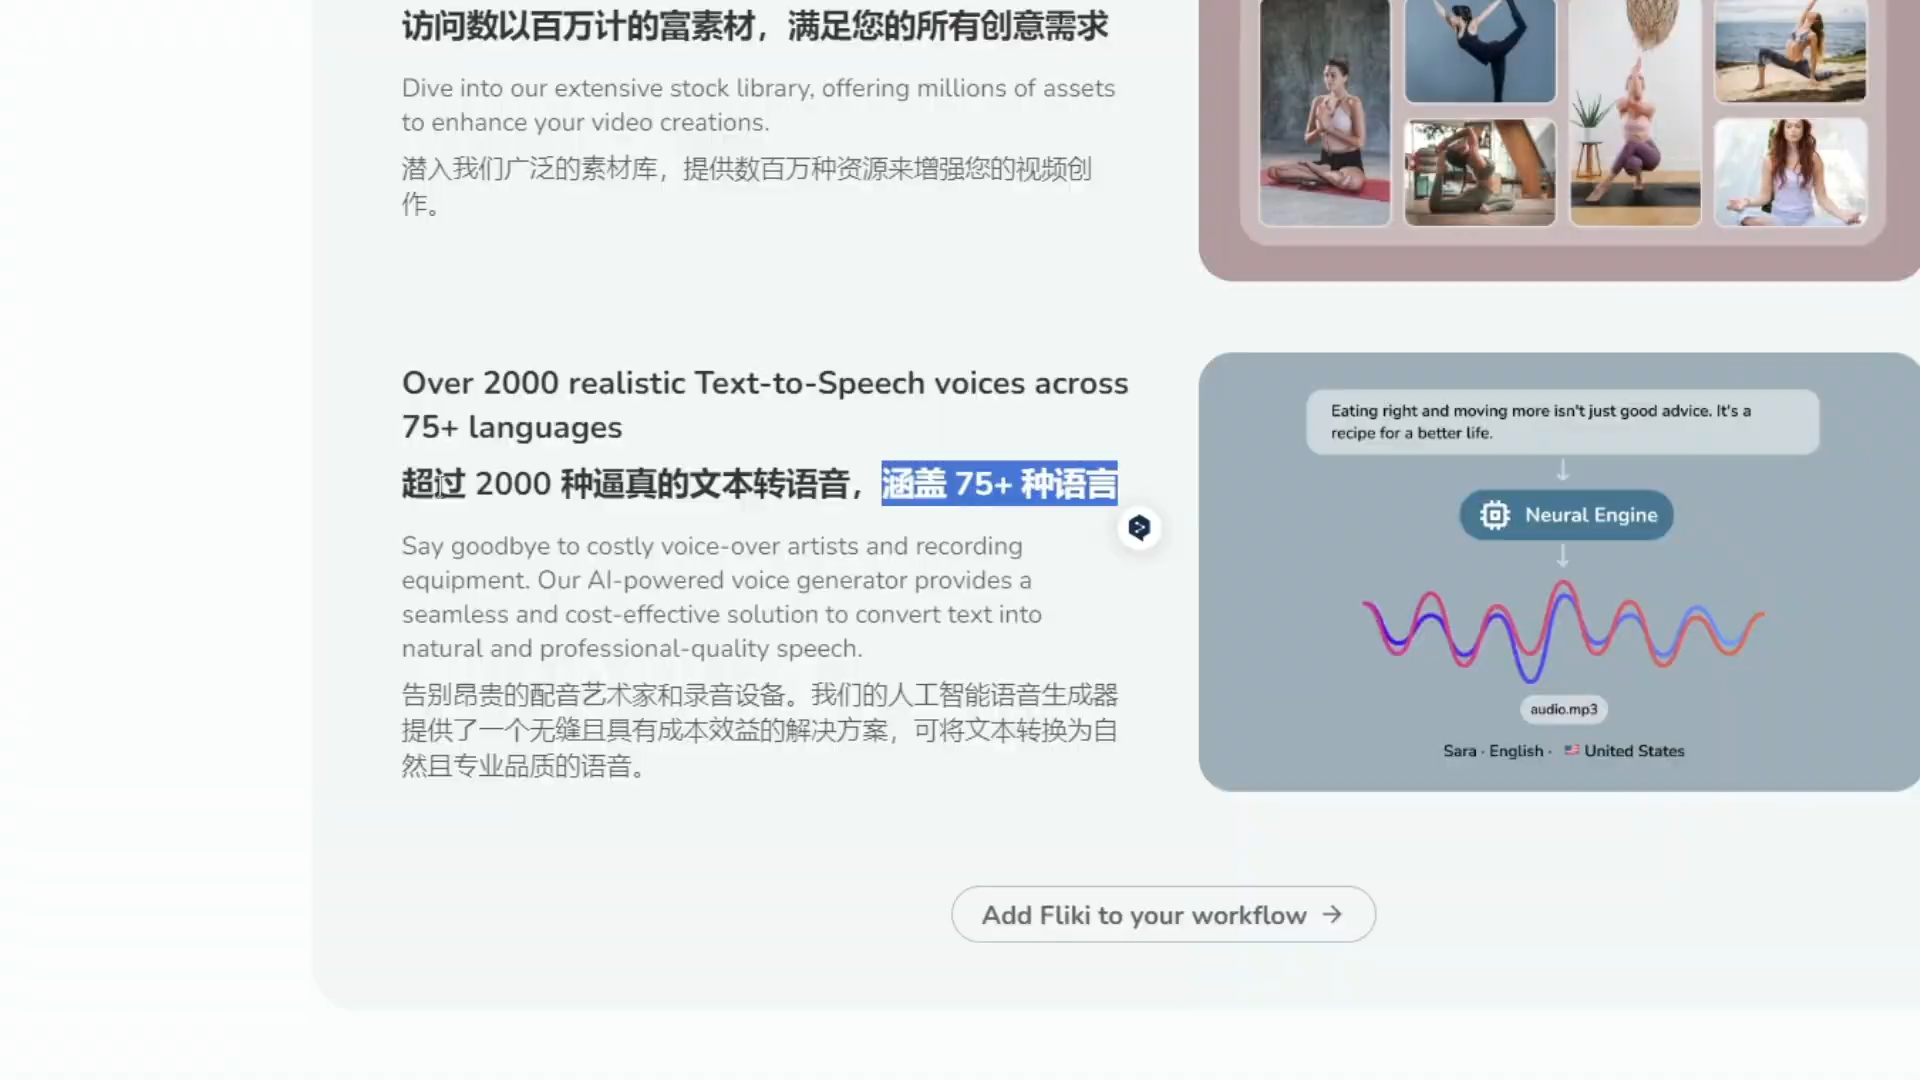 访问数以百万计的富素材，满足您的所有创意需求
Dive into our extensive stock library, offering millions of assets
to enhance your video creations.
潜入我们广泛的素材库，提供数百万种资源来增强您的视频创
作。
Over 2000 realistic Text-to-Speech voices across
75+ languages
超过 2000 种逼真的文本转语音，涵盖 75+ 种语言
Say goodbye to costly voice-over artists and recording
equipment. Our AI-powered voice generator provides a
seamless and cost-effective solution to convert text into
natural and professional-quality speech.
告别昂贵的配音艺术家和录音设备。我们的人工智能语音生成器
提供了一个无缝且具有成本效益的解决方案，可将文本转换为自
然且专业品质的语音。
Eating right and moving more isn't just good advice. It's a
recipe for a better life.
Neural Engine
audio.mp3
Sara · English · 🇺🇸 United States
Add Fliki to your workflow →